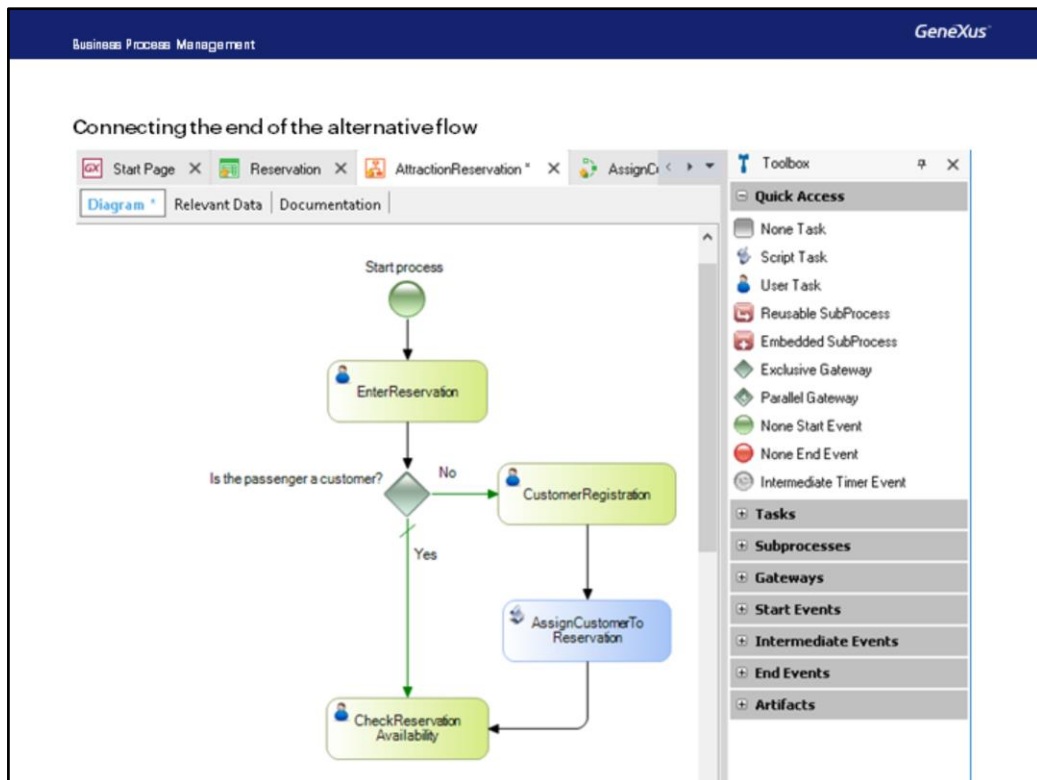 Business Process Management
GeneXus
Connecting the end of the alternative flow
GX Start Page Reservation AttractionReservation * AssignC
Diagram * Relevant Data Documentation
Start process
EnterReservation
Is the passenger a customer?
No
CustomerRegistration
Yes
AssignCustomerTo
Reservation
CheckReservation
Availability
Toolbox
Quick Access
None Task
Script Task
User Task
Reusable SubProcess
Embedded SubProcess
Exclusive Gateway
Parallel Gateway
None Start Event
None End Event
Intermediate Timer Event
Tasks
Subprocesses
Gateways
Start Events
Intermediate Events
End Events
Artifacts